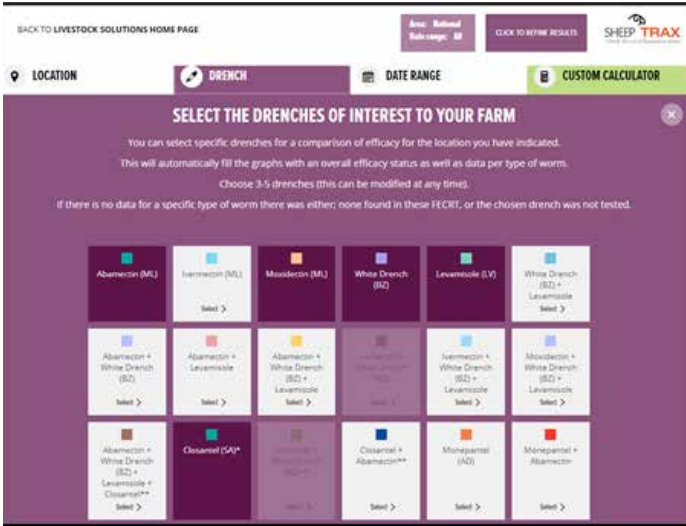 BACK TO LIVESTOCK SOLUTIONS HOME PAGE
Area: National
Date range: All
CLICK TO REFINE RESULTS
SHEEP TRAX
LOCATION
DRENCH
DATE RANGE
CUSTOM CALCULATOR
SELECT THE DRENCHES OF INTEREST TO YOUR FARM
You can select specific drenches for a comparison of efficacy for the location you have indicated.
This will automatically fill the graphs with an overall efficacy status as well as data per type of worm.
Choose 3-5 drenches (this can be modified at any time).
If there is no data for a specific type of worm there was either; none found in these FECRT, or the chosen drench was not tested.
Abamectin (ML)
Ivermectin (ML)
Select >
Moxidectin (ML)
White Drench
(BZ)
Levamisole (LV)
White Drench
(BZ) +
Levamisole
Select >
Abamectin +
White Drench
(BZ)
Select >
Abamectin +
Levamisole
Select >
Abamectin +
White Drench
(BZ) +
Levamisole
Select >
Ivermectin +
White Drench
(BZ) +
Levamisole
Select >
Moxidectin +
White Drench
(BZ) +
Levamisole
Select >
Abamectin +
White Drench
(BZ) +
Levamisole +
Closantel**
Select >
Closantel (SA)*
Closantel +
Abamectin**
Select >
Monepantel
(AD)
Select >
Monepantel +
Abamectin
Select >